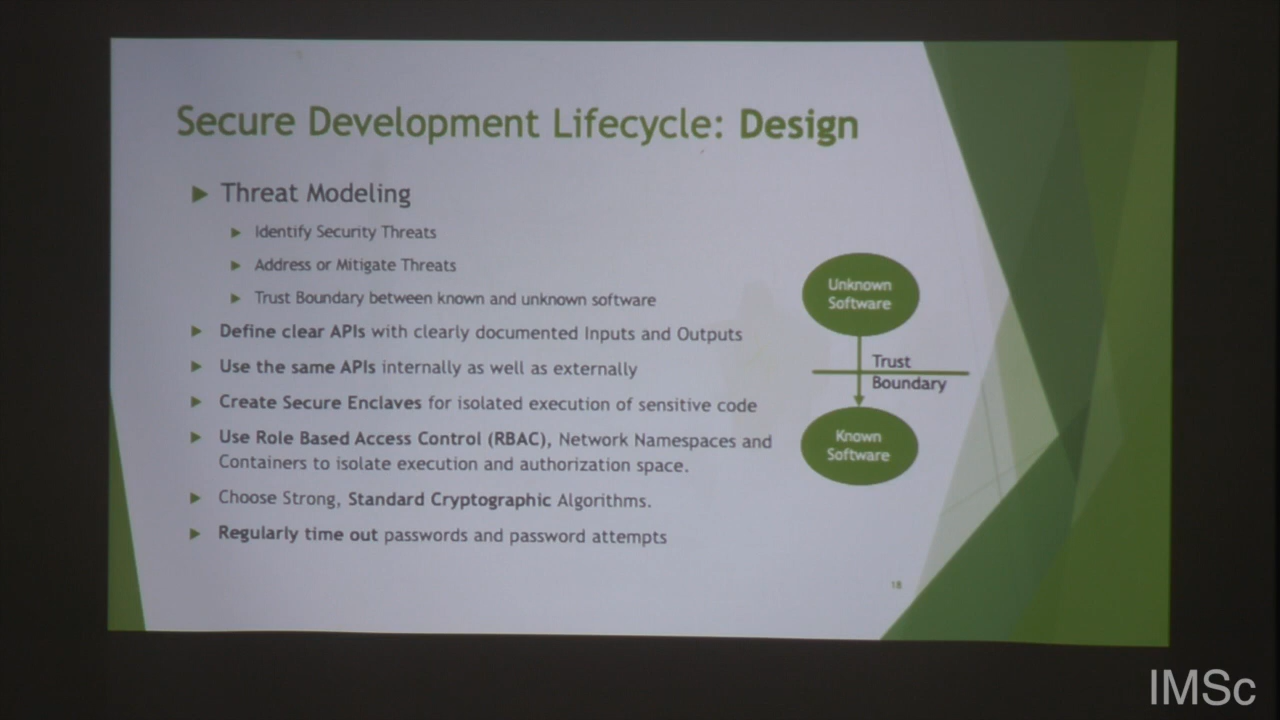 Secure Development Lifecycle: Design
Threat Modeling
Identify Security Threats
Address or Mitigate Threats
Trust Boundary between known and unknown software
Define clear APIs with clearly documented Inputs and Outputs
Use the same APIs internally as well as externally
Create Secure Enclaves for isolated execution of sensitive code
Use Role Based Access Control (RBAC), Network Namespaces and
Containers to isolate execution and authorization space.
Choose Strong, Standard Cryptographic Algorithms.
Regularly time out passwords and password attempts
Unknown
Software
Trust
Boundary
Known
Software
18
IMSc